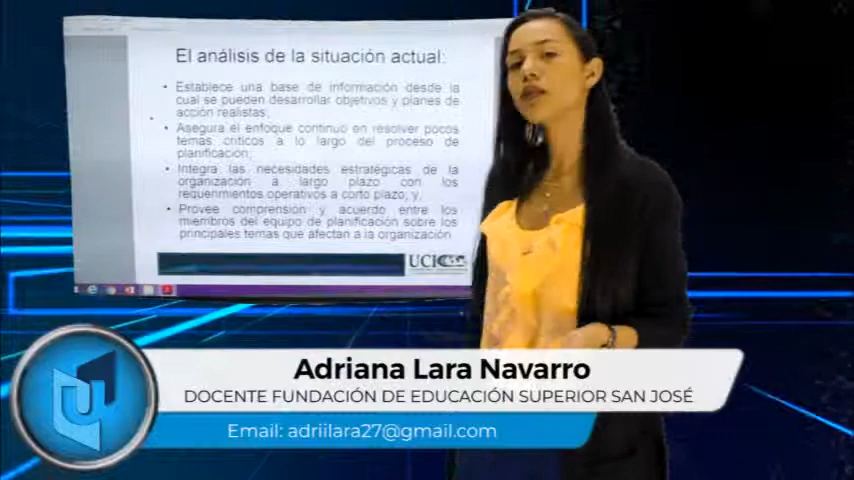 El análisis de la situación actual:
• Establece una base de información desde la
cual se pueden desarrollar objetivos y planes de
acción realistas;
• Asegura el enfoque continuo en resolver pocos
temas críticos a lo largo del proceso de
planificación;
• Integra las necesidades estratégicas de la
organización a largo plazo con los
requerimientos operativos a corto plazo; y,
• Provee comprensión y acuerdo entre los
miembros del equipo de planificación sobre los
principales temas que afectan a la organización
UCI
Adriana Lara Navarro
DOCENTE FUNDACIÓN DE EDUCACIÓN SUPERIOR SAN JOSÉ
Email: adriilara27@gmail.com